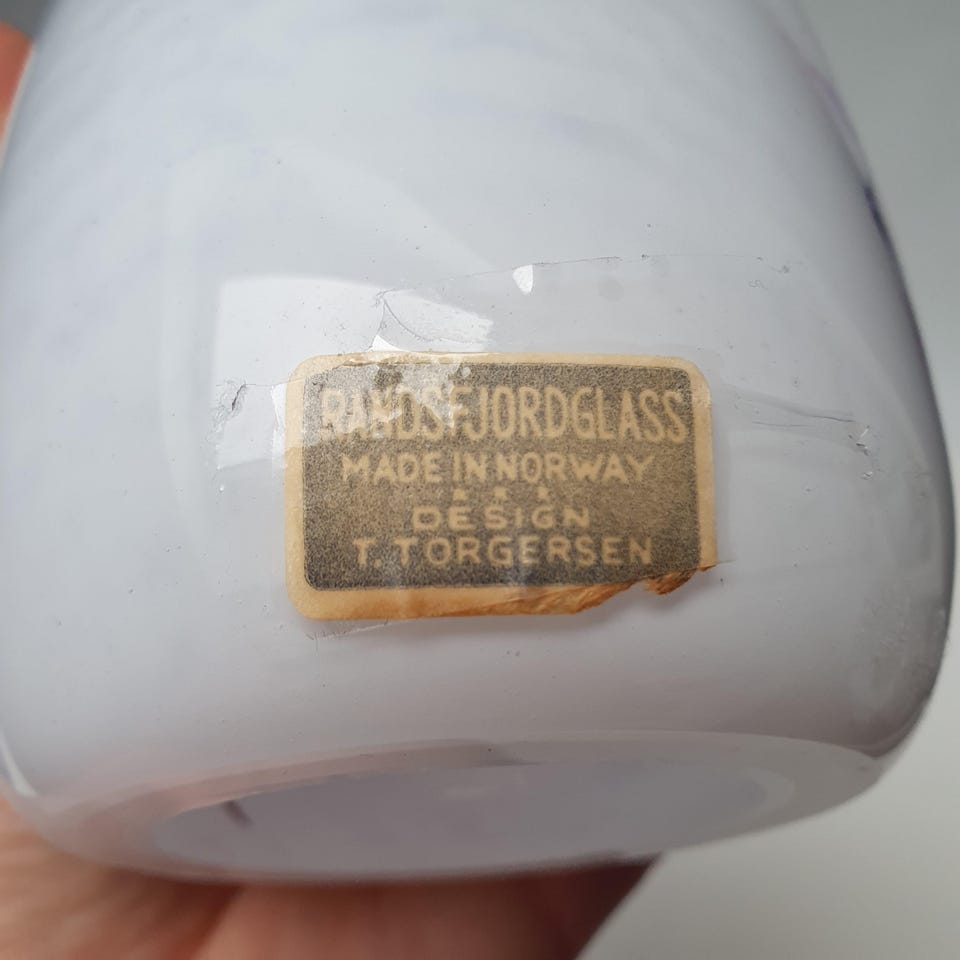 RANDSFJORDGLASS
MADE IN NORWAY
* * *
DESIGN
T. TORGERSEN